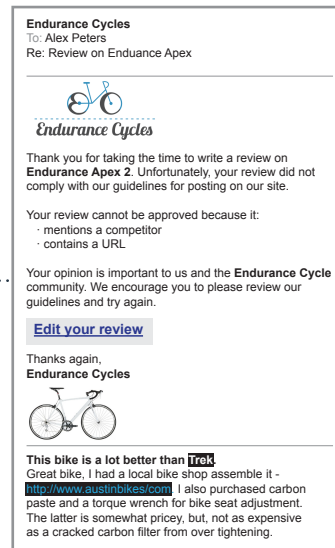 Endurance Cycles
To: Alex Peters
Re: Review on Enduance Apex
EC
Endurance Cycles
Thank you for taking the time to write a review on
Endurance Apex 2. Unfortunately, your review did not
comply with our guidelines for posting on our site.
Your review cannot be approved because it:
· mentions a competitor
· contains a URL
Your opinion is important to us and the Endurance Cycle
community. We encourage you to please review our
guidelines and try again.
Edit your review
Thanks again,
Endurance Cycles
This bike is a lot better than Trek.
Great bike, I had a local bike shop assemble it -
http://www.austinbikes/com. I also purchased carbon
paste and a torque wrench for bike seat adjustment.
The latter is somewhat pricey, but, not as expensive
as a cracked carbon filter from over tightening.